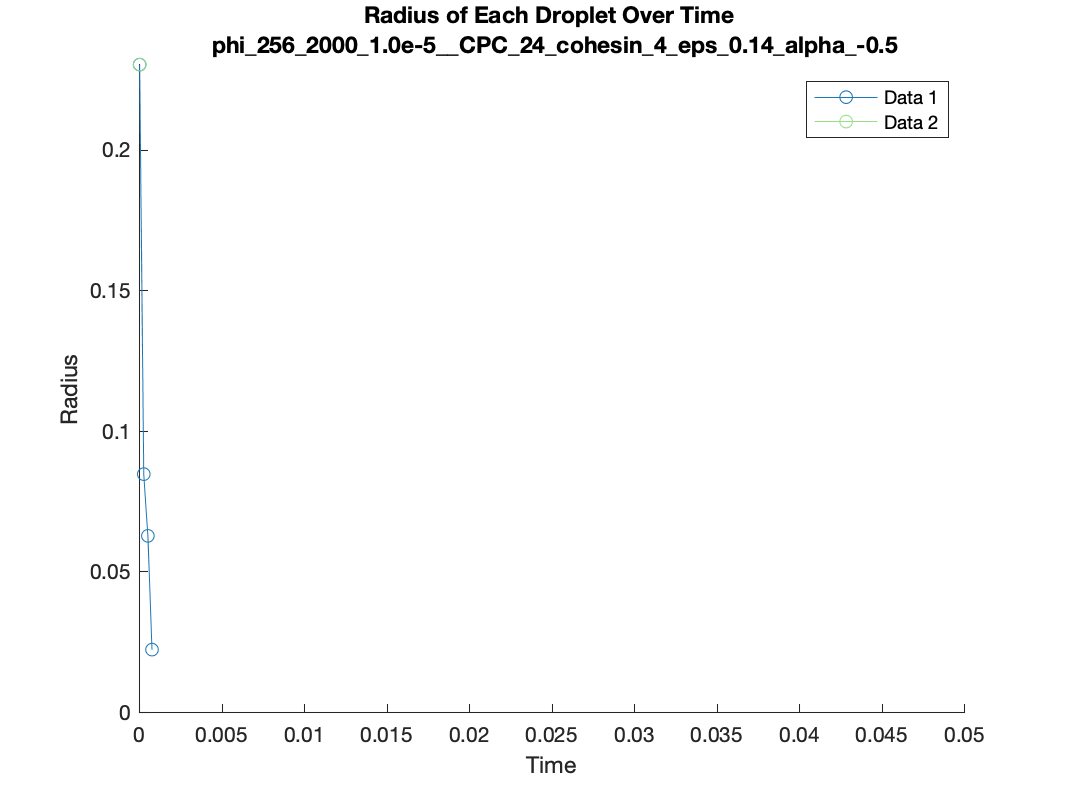 Radius of Each Droplet Over Time
phi_256_2000_1.0e-5__CPC_24_cohesin_4_eps_0.14_alpha_-0.5
Data 1
Data 2
0.2
0.15
0.1
0.05
0
Radius
0 0.005 0.01 0.015 0.02 0.025 0.03 0.035 0.04 0.045 0.05
Time